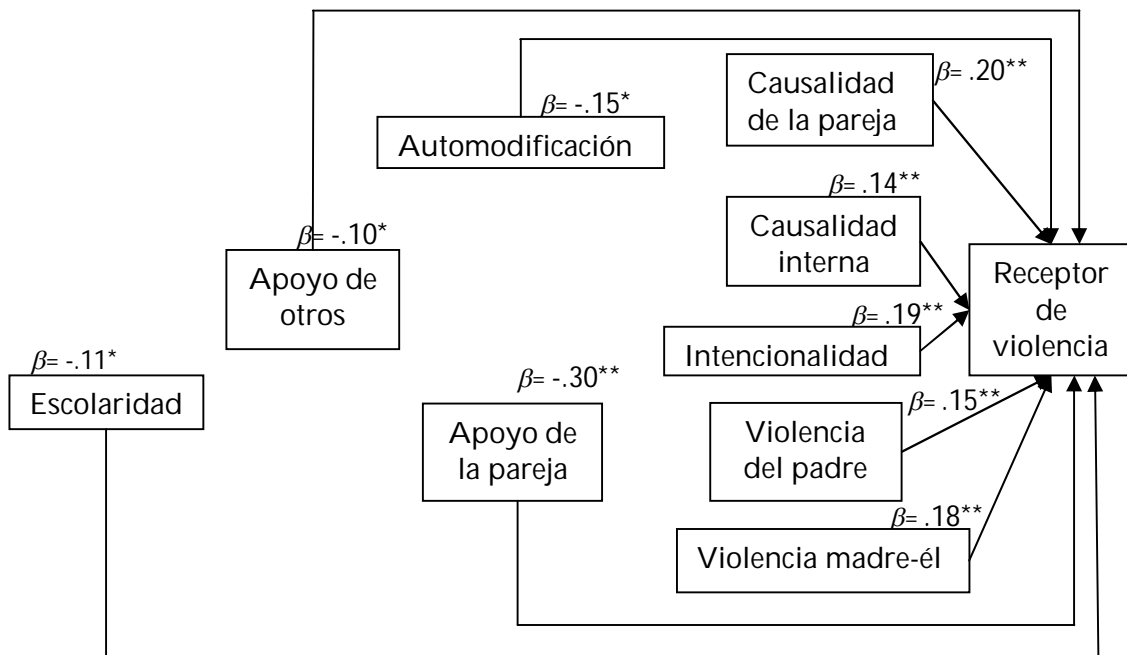 β= .20**
Causalidad
de la pareja
β= -.15*
Automodificación
β= .14**
Causalidad
interna
β= -.10*
Apoyo de
otros
Receptor
de
violencia
β= .19**
Intencionalidad
β= -.11*
Escolaridad
β= -.30**
Apoyo de
la pareja
β= .15**
Violencia
del padre
β= .18**
Violencia madre-él